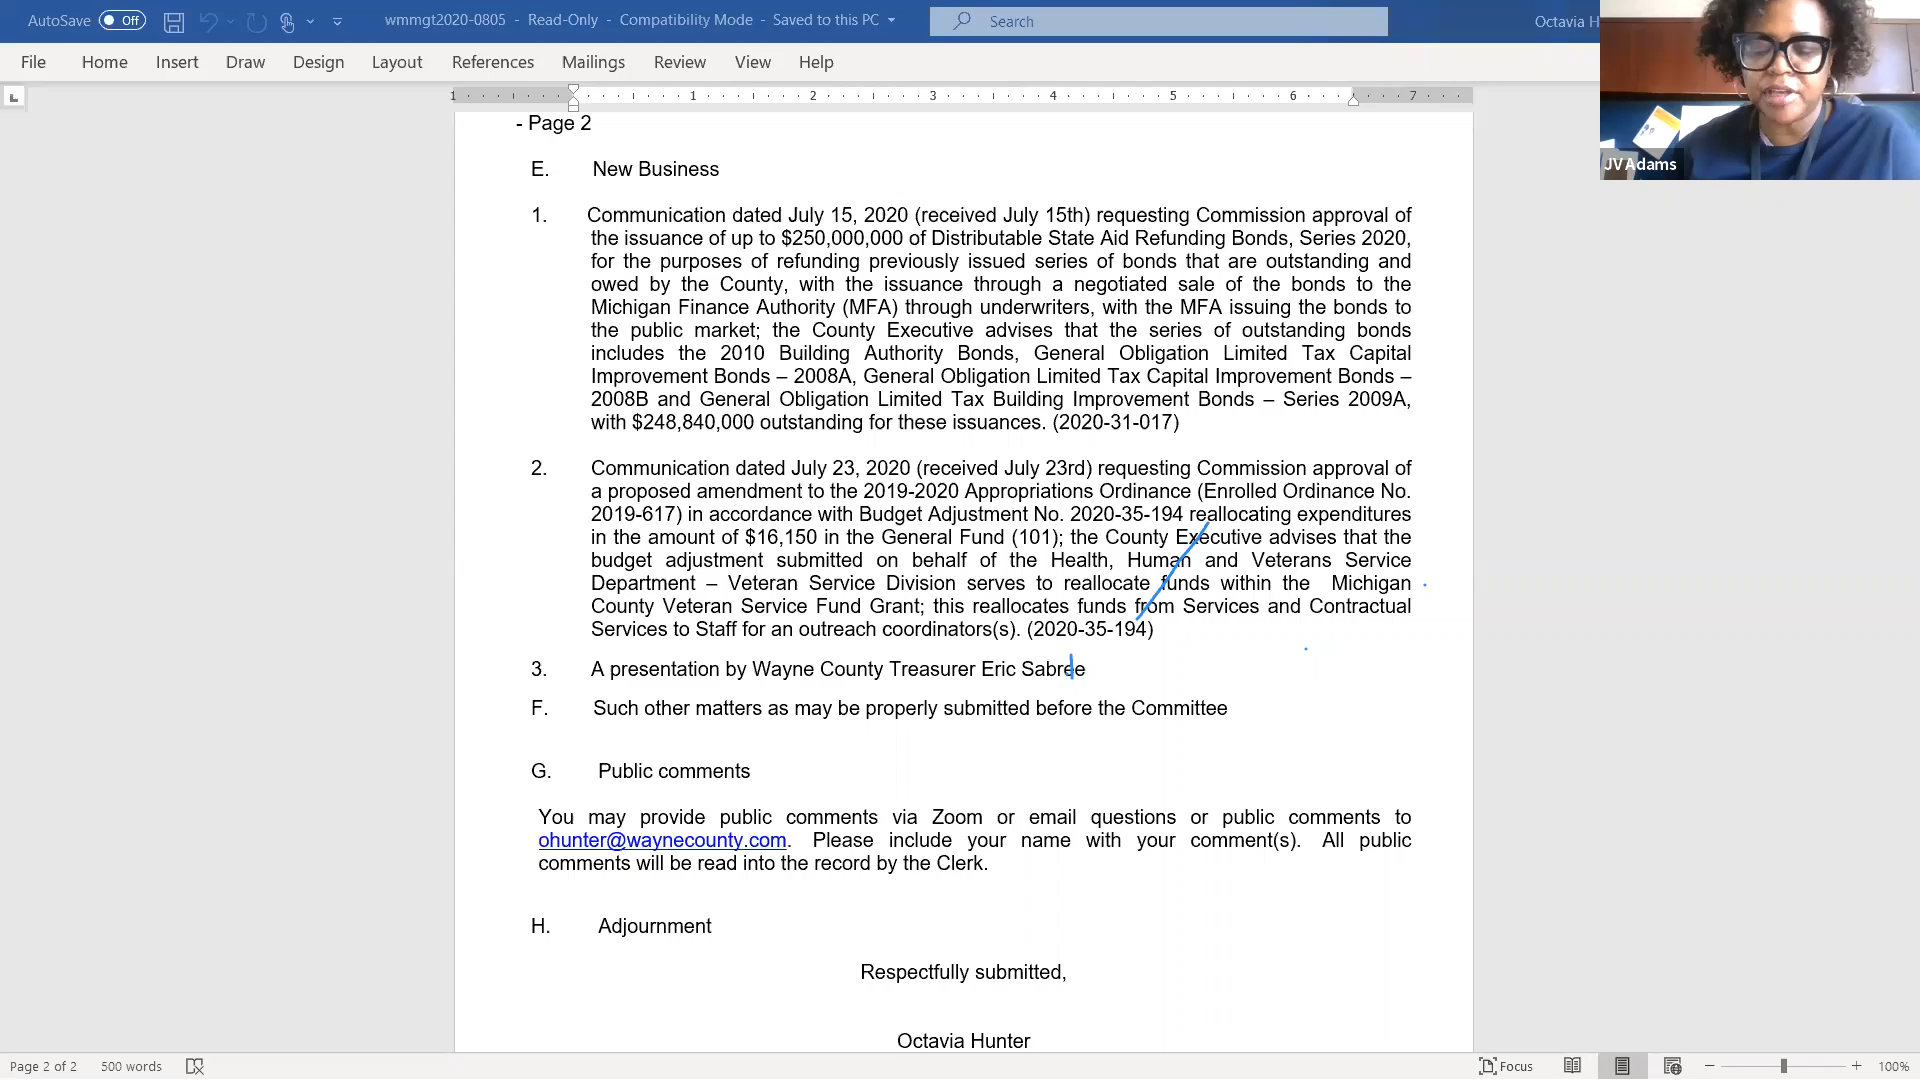 AutoSave Off wmmgt2020-0805 - Read-Only - Compatibility Mode - Saved to this PC Search Octavia H
File Home Insert Draw Design Layout References Mailings Review View Help
1 1 2 3 4 5 6 7
JVAdams
- Page 2
E. New Business
1. Communication dated July 15, 2020 (received July 15th) requesting Commission approval of
the issuance of up to $250,000,000 of Distributable State Aid Refunding Bonds, Series 2020,
for the purposes of refunding previously issued series of bonds that are outstanding and
owed by the County, with the issuance through a negotiated sale of the bonds to the
Michigan Finance Authority (MFA) through underwriters, with the MFA issuing the bonds to
the public market; the County Executive advises that the series of outstanding bonds
includes the 2010 Building Authority Bonds, General Obligation Limited Tax Capital
Improvement Bonds – 2008A, General Obligation Limited Tax Capital Improvement Bonds –
2008B and General Obligation Limited Tax Building Improvement Bonds – Series 2009A,
with $248,840,000 outstanding for these issuances. (2020-31-017)
2. Communication dated July 23, 2020 (received July 23rd) requesting Commission approval of
a proposed amendment to the 2019-2020 Appropriations Ordinance (Enrolled Ordinance No.
2019-617) in accordance with Budget Adjustment No. 2020-35-194 reallocating expenditures
in the amount of $16,150 in the General Fund (101); the County Executive advises that the
budget adjustment submitted on behalf of the Health, Human and Veterans Service
Department – Veteran Service Division serves to reallocate funds within the Michigan
County Veteran Service Fund Grant; this reallocates funds from Services and Contractual
Services to Staff for an outreach coordinators(s). (2020-35-194)
3. A presentation by Wayne County Treasurer Eric Sabree
F. Such other matters as may be properly submitted before the Committee
G. Public comments
You may provide public comments via Zoom or email questions or public comments to
ohunter@waynecounty.com. Please include your name with your comment(s). All public
comments will be read into the record by the Clerk.
H. Adjournment
Respectfully submitted,
Octavia Hunter
Page 2 of 2 500 words Focus 100%